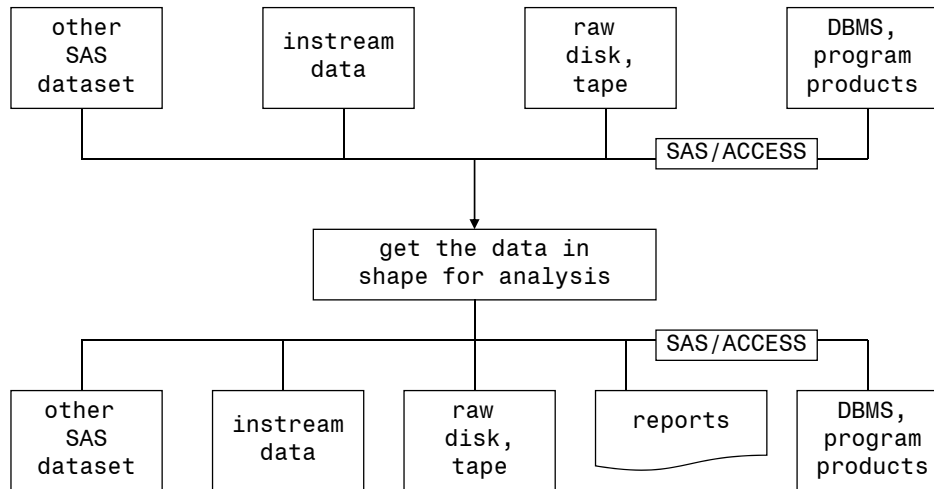 other
SAS
dataset
instream
data
raw
disk,
tape
DBMS,
program
products
SAS/ACCESS
get the data in
shape for analysis
SAS/ACCESS
other
SAS
dataset
instream
data
raw
disk,
tape
reports
DBMS,
program
products